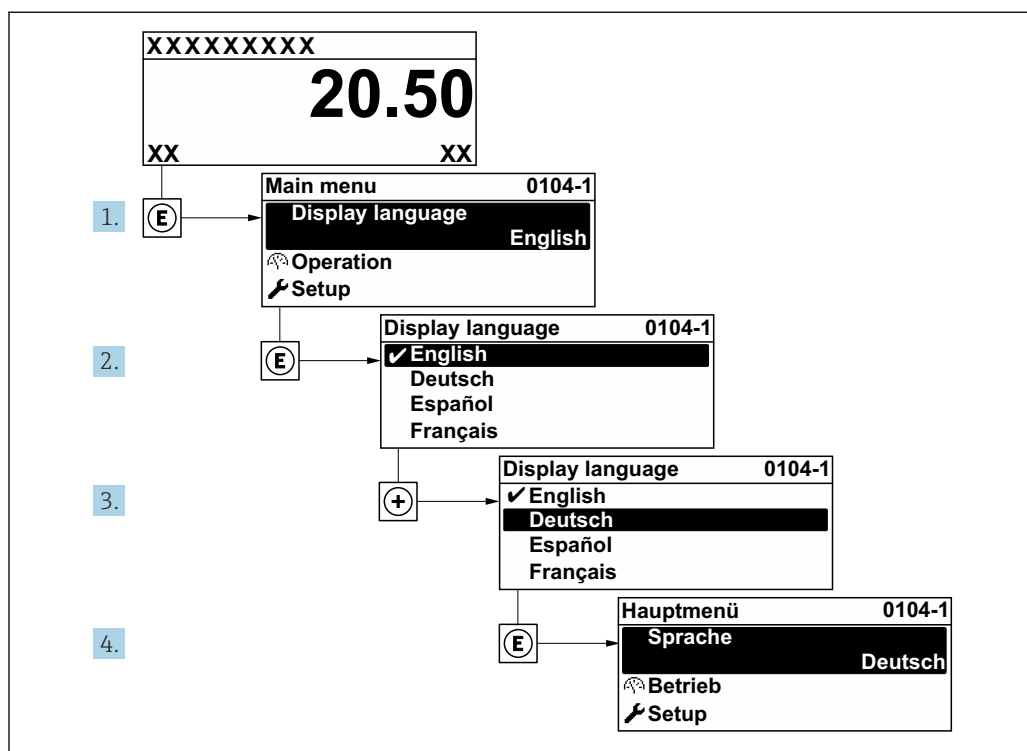 XXXXXXXXX
20.50
XX XX
1. E
Main menu 0104-1
Display language
English
Operation
Setup
2. E
Display language 0104-1
✔English
Deutsch
Español
Français
3. +
Display language 0104-1
✔English
Deutsch
Español
Français
4. E
Hauptmenü 0104-1
Sprache
Deutsch
Betrieb
Setup